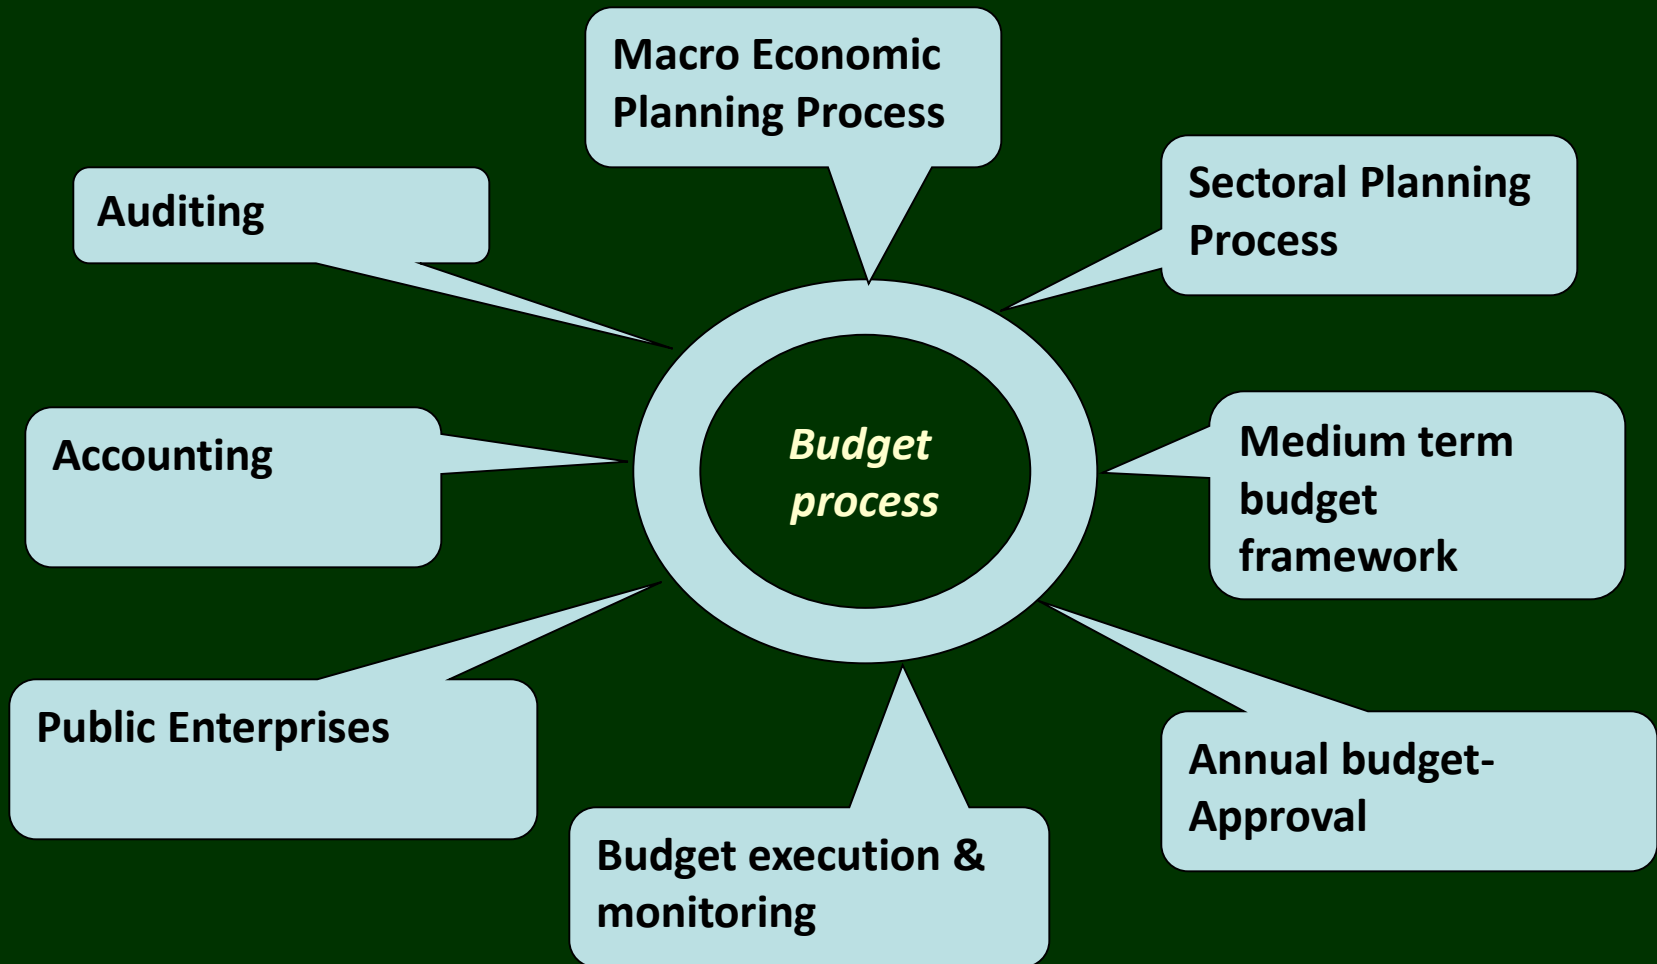 Macro Economic
Planning Process
Sectoral Planning
Process
Auditing
Medium term
budget
framework
Accounting
Budget
process
Public Enterprises
Annual budget-
Approval
Budget execution &
monitoring